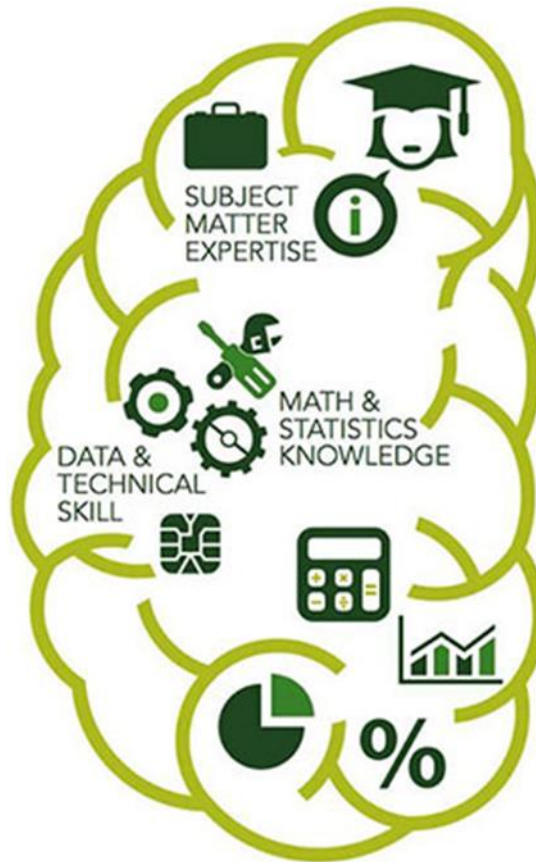 SUBJECT
MATTER
EXPERTISE
i
MATH &
STATISTICS
KNOWLEDGE
DATA &
TECHNICAL
SKILL
+ ×
− ÷ =
%